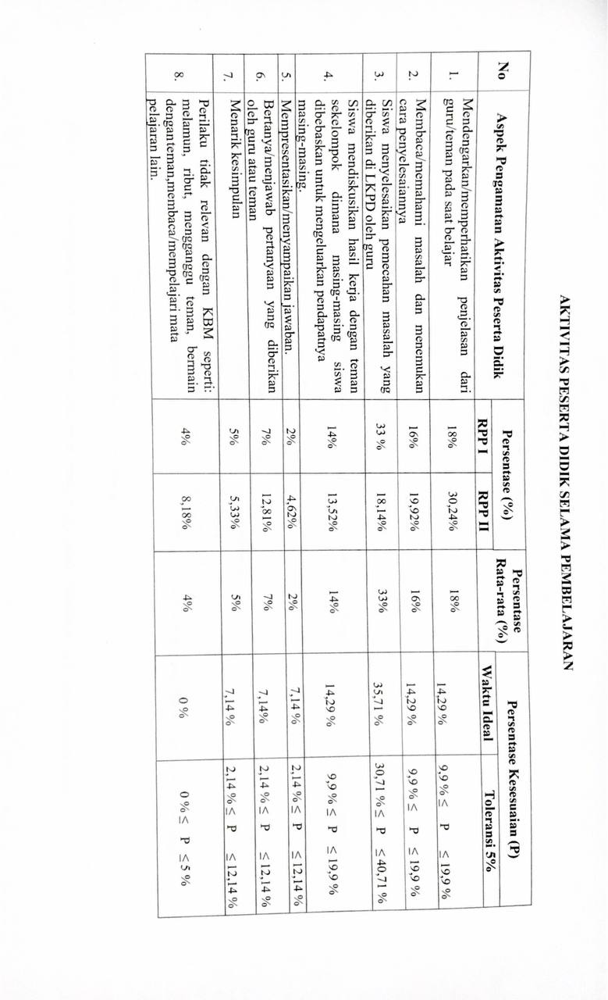 AKTIVITAS PESERTA DIDIK SELAMA PEMBELAJARAN
No
Aspek Pengamatan Aktivitas Peserta Didik
Persentase (%)
RPP I
RPP II
Persentase
Rata-rata (%)
Persentase Kesesuaian (P)
Waktu Ideal
Toleransi 5%
1.
Mendengarkan/memperhatikan penjelasan dari
guru/teman pada saat belajar
18%
30,24%
18%
14,29 %
9,9 % ≤ P ≤ 19,9 %
2.
Membaca/memahami masalah dan menemukan
cara penyelesaiannya
16%
19,92%
16%
14,29 %
9,9 % ≤ P ≤ 19,9 %
3.
Siswa menyelesaikan pemecahan masalah yang
diberikan di LKPD oleh guru
33 %
18,14%
33%
35,71 %
30,71 % ≤ P ≤ 40,71 %
4.
Siswa mendiskusikan hasil kerja dengan teman
sekelompok dimana masing-masing siswa
dibebaskan untuk mengeluarkan pendapatnya
masing-masing.
14%
13,52%
14%
14,29 %
9,9 % ≤ P ≤ 19,9 %
5.
Mempresentasikan/menyampaikan jawaban.
2%
4,62%
2%
7,14 %
2,14 % ≤ P ≤ 12,14 %
6.
Bertanya/menjawab pertanyaan yang diberikan
oleh guru atau teman
7%
12,81%
7%
7,14%
2,14 % ≤ P ≤ 12,14 %
7.
Menarik kesimpulan
5%
5,33%
5%
7,14 %
2,14 % ≤ P ≤ 12,14 %
8.
Perilaku tidak relevan dengan KBM seperti:
melamun, ribut, mengganggu teman, bermain
dengan teman,membaca/mempelajari mata
pelajaran lain.
4%
8,18%
4%
0 %
0 % ≤ P ≤ 5 %